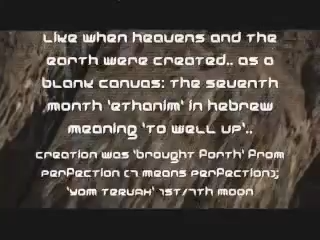 Like when heavens and the
earth were created.. as a
blank canvas: the seventh
month 'ethanim' in hebrew
meaning 'to well up'..
creation was 'brought forth' from
perfection (7 means perfection);
'Yom Teruah' 1st/7th moon